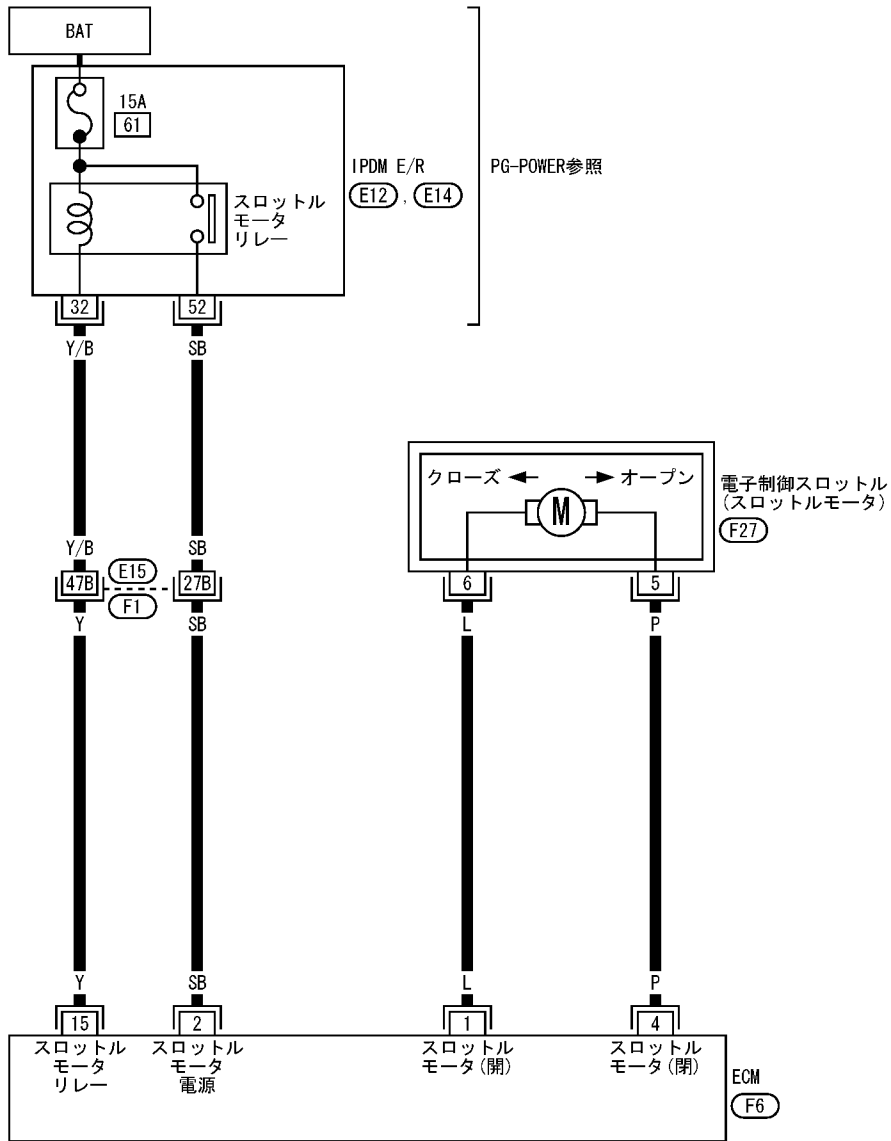 BAT
15A
61
スロットル
モータ
リレー
IPDM E/R
E12 , E14
PG-POWER参照
32
52
Y/B
SB
クローズ
オープン
M
電子制御スロットル
(スロットルモータ)
F27
Y/B
SB
47B
E15
27B
F1
6
5
Y
SB
L
P
Y
SB
L
P
15
2
1
4
スロットル
モータ
リレー
スロットル
モータ
電源
スロットル
モータ(開)
スロットル
モータ(閉)
ECM
F6